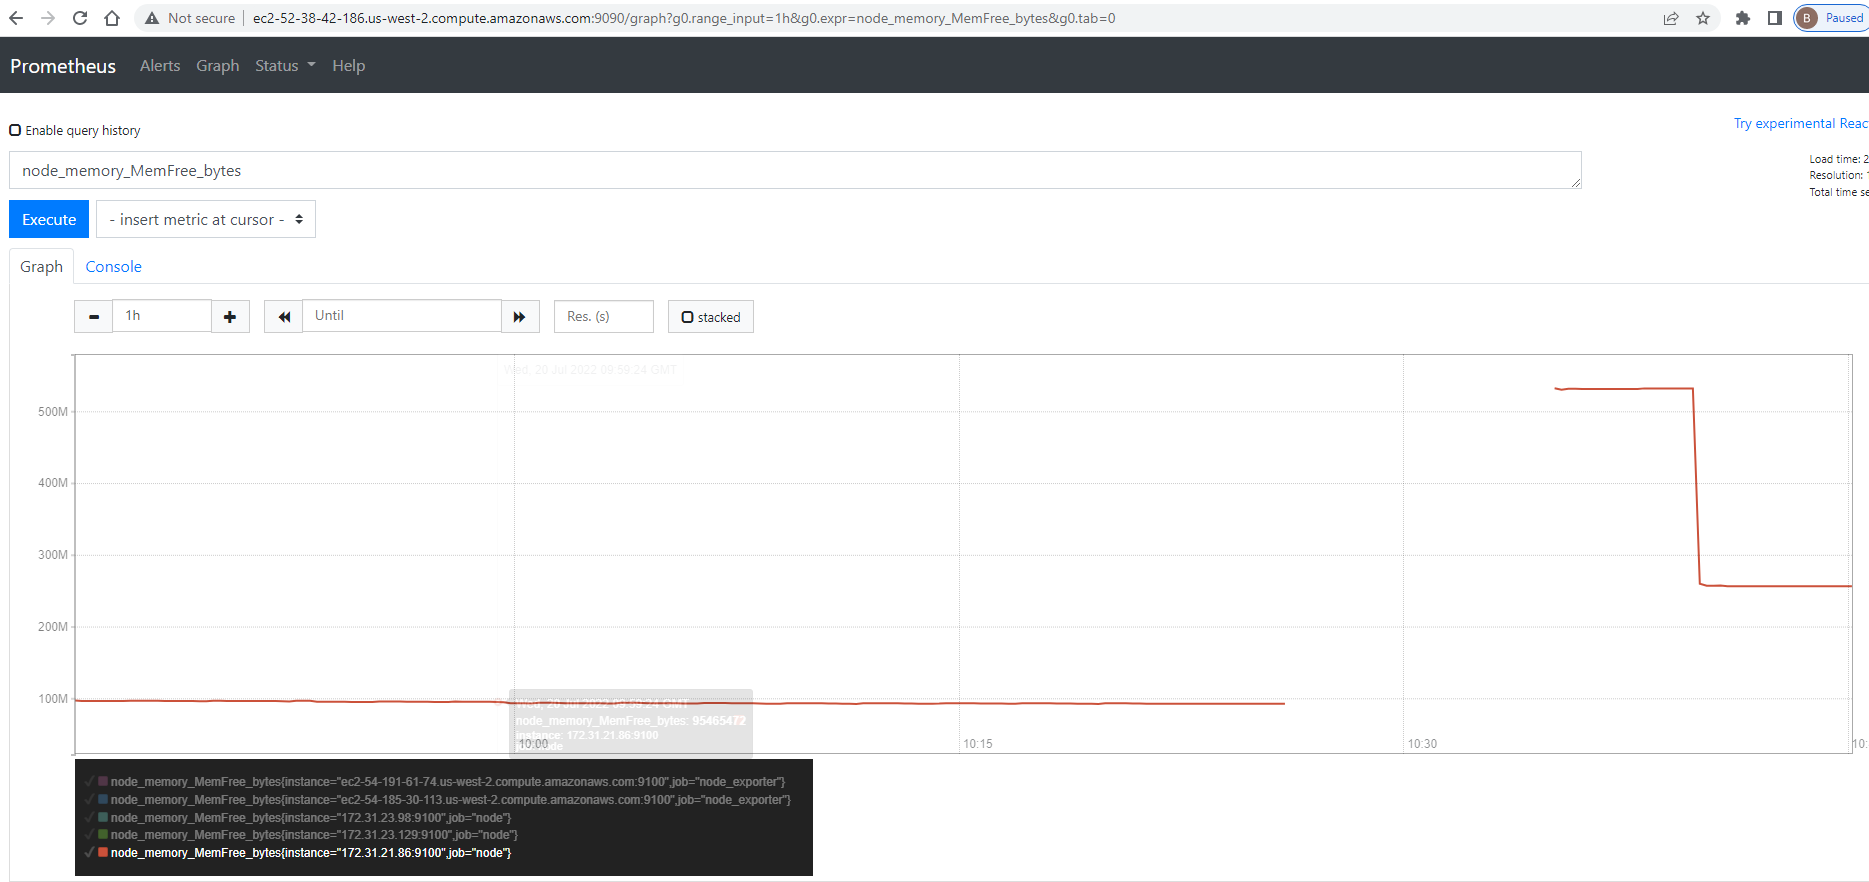 Not secure ec2-52-38-42-186.us-west-2.compute.amazonaws.com:9090/graph?g0.range_input=1h&g0.expr=node_memory_MemFree_bytes&g0.tab=0 B Paused
Prometheus Alerts Graph Status Help
Enable query history
Try experimental Reac
node_memory_MemFree_bytes
Load time: 2
Resolution: 1
Total time se
Execute - insert metric at cursor -
Graph Console
1h Until Res. (s) stacked
Wed, 20 Jul 2022 09:59:24 GMT
500M
400M
300M
200M
100M
Wed, 20 Jul 2022 09:59:24 GMT
node_memory_MemFree_bytes: 95465472
instance: 172.31.21.86:9100
job: node
10:00 10:15 10:30 10:
node_memory_MemFree_bytes{instance="ec2-54-191-61-74.us-west-2.compute.amazonaws.com:9100",job="node_exporter"}
node_memory_MemFree_bytes{instance="ec2-54-185-30-113.us-west-2.compute.amazonaws.com:9100",job="node_exporter"}
node_memory_MemFree_bytes{instance="172.31.23.98:9100",job="node"}
node_memory_MemFree_bytes{instance="172.31.23.129:9100",job="node"}
node_memory_MemFree_bytes{instance="172.31.21.86:9100",job="node"}